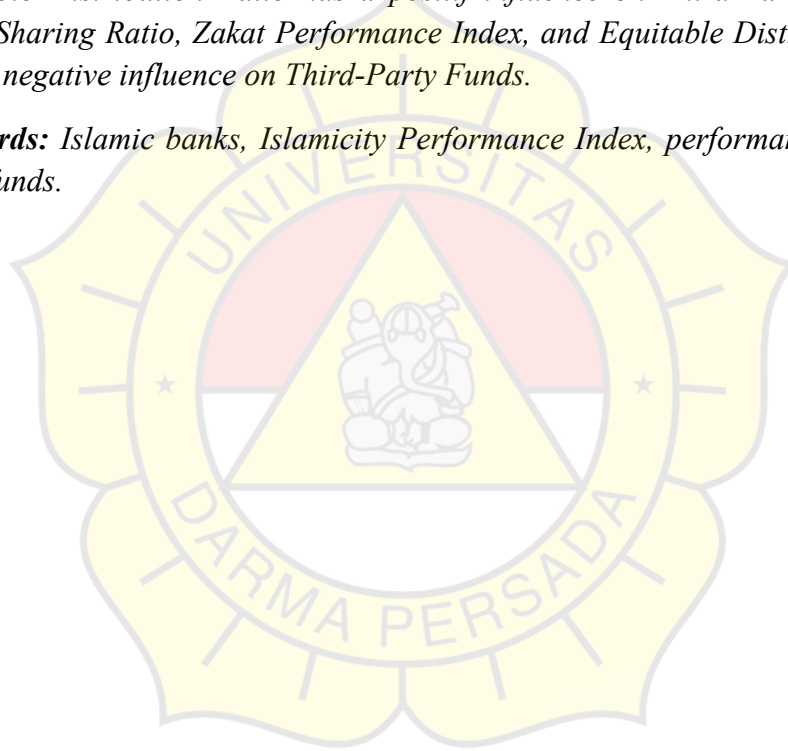 Sharing Ratio, Zakat Performance Index, and Equitable Dist
negative influence on Third-Party Funds.
rds: Islamic banks, Islamicity Performance Index, performan
unds.
UNIVERSITAS
DARMA PERSADA